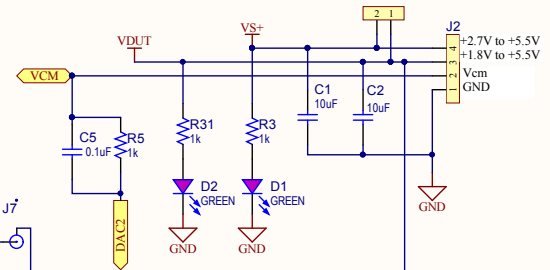 2 1
J2
VS+
VDUT
+2.7V to +5.5V
4
+1.8V to +5.5V
3
VCM
Vcm
2
GND
1
C1
10uF
C2
10uF
R31
1k
R3
1k
C5
0.1uF
R5
1k
D2
GREEN
D1
GREEN
J7
DAC2
GND
GND
GND